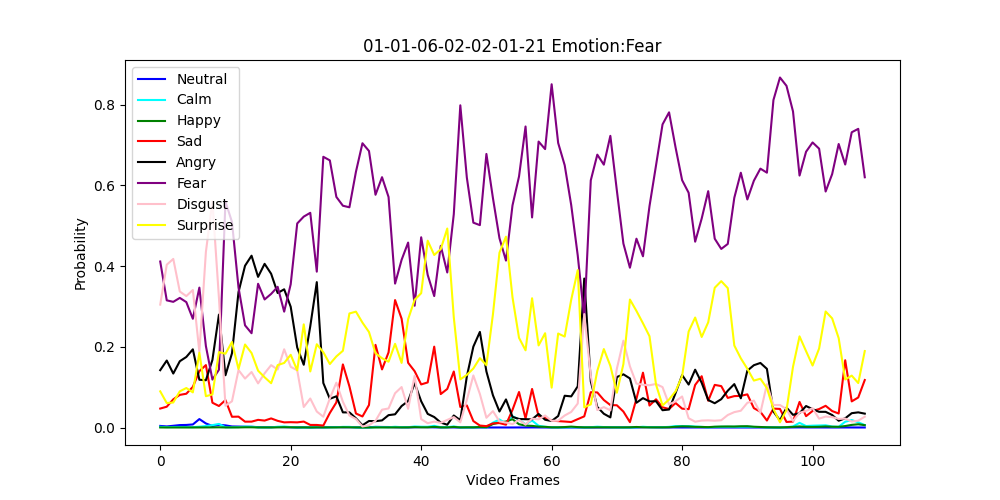 01-01-06-02-02-01-21 Emotion:Fear
Neutral
Calm
Happy
Sad
Angry
Fear
Disgust
Surprise
Probability
0.8
0.6
0.4
0.2
0.0
0 20 40 60 80 100
Video Frames